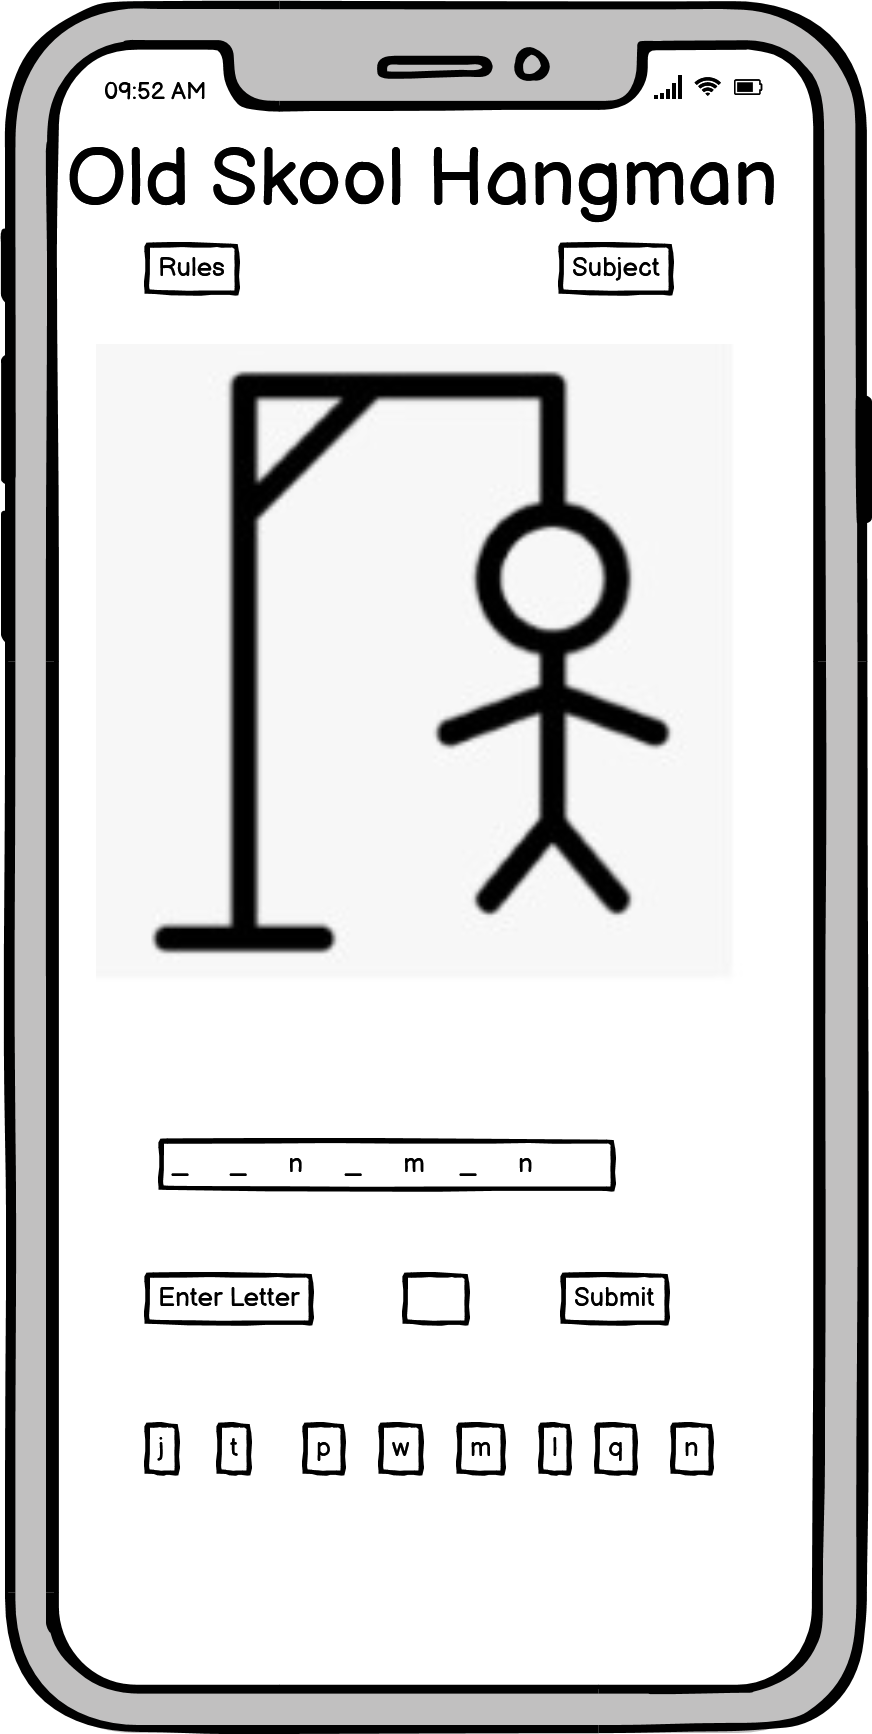 09:52 AM
Old Skool Hangman
Rules Subject
_ _ n _ m _ n
Enter Letter Submit
j t p w m l q n